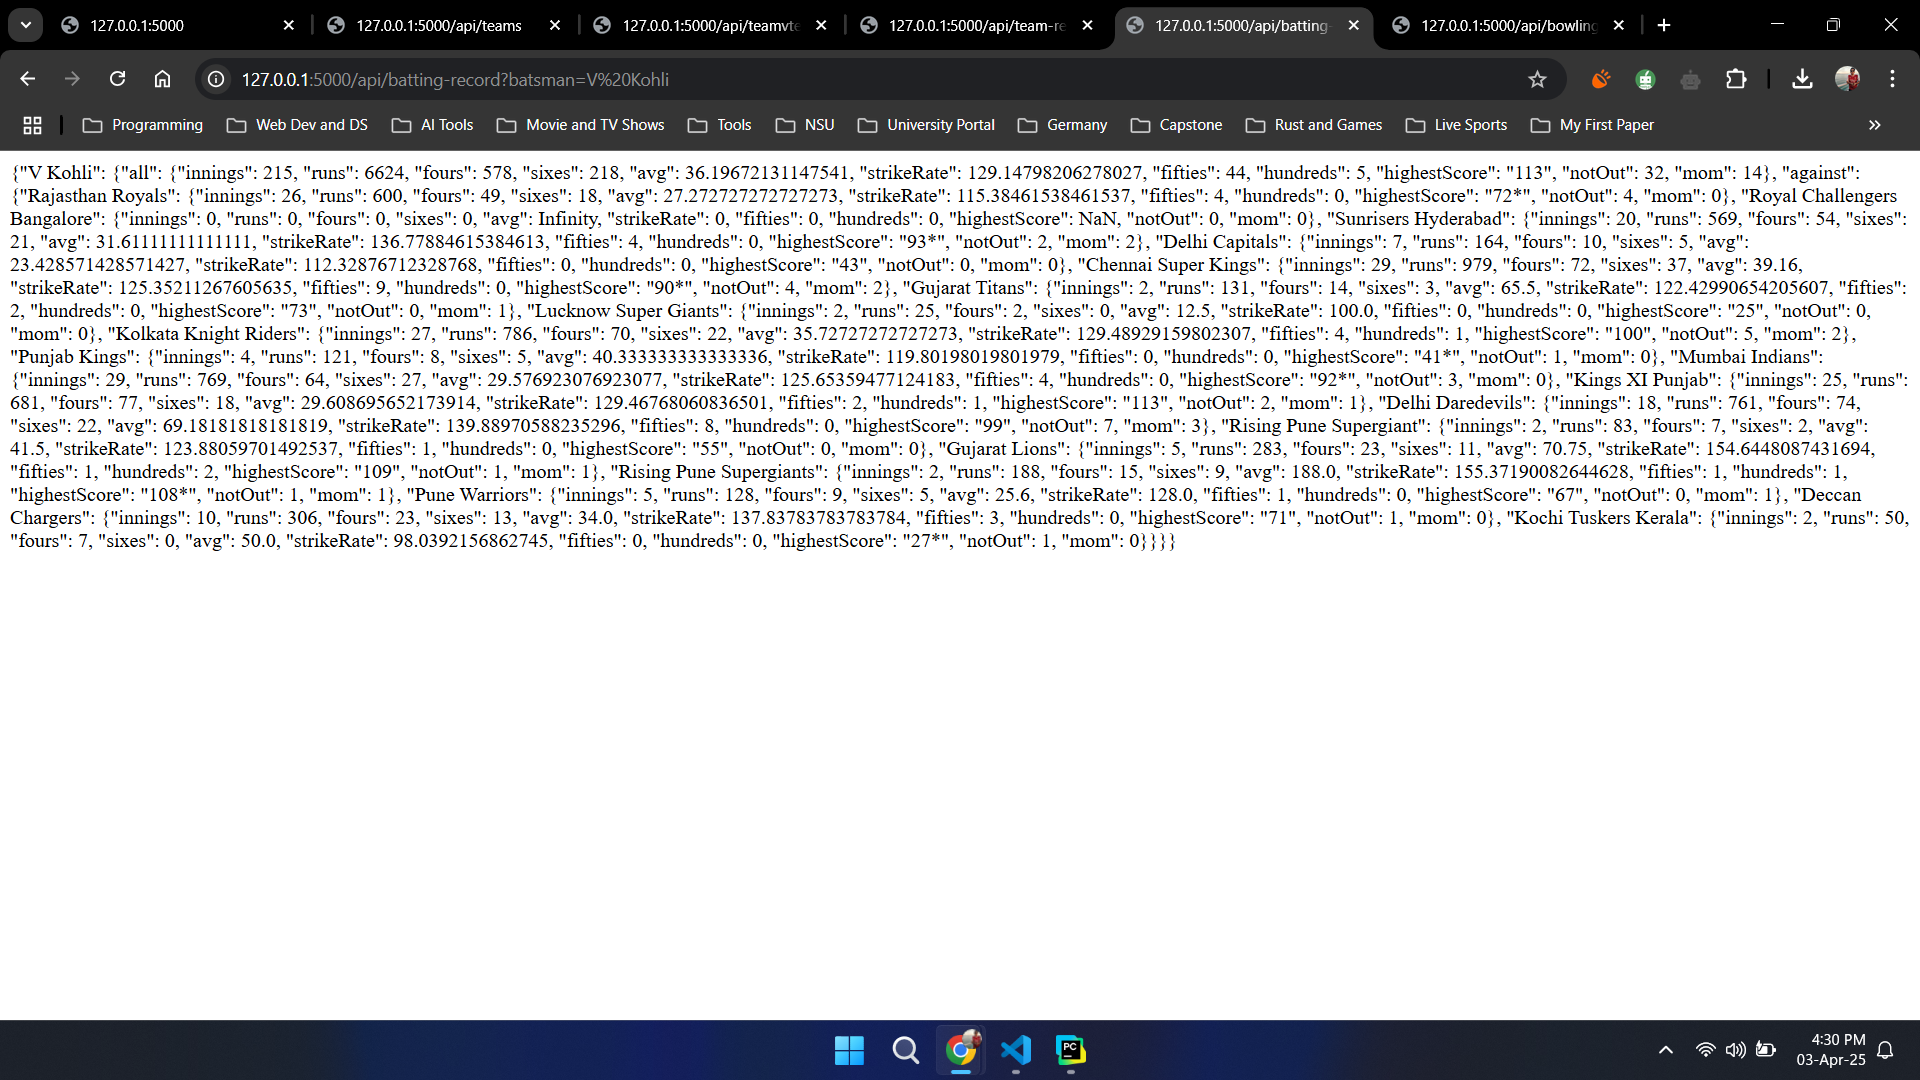 127.0.0.1:5000
127.0.0.1:5000/api/teams
127.0.0.1:5000/api/teamvte
127.0.0.1:5000/api/team-re
127.0.0.1:5000/api/batting-
127.0.0.1:5000/api/bowling
127.0.0.1:5000/api/batting-record?batsman=V%20Kohli
Programming
Web Dev and DS
AI Tools
Movie and TV Shows
Tools
NSU
University Portal
Germany
Capstone
Rust and Games
Live Sports
My First Paper
{"V Kohli": {"all": {"innings": 215, "runs": 6624, "fours": 578, "sixes": 218, "avg": 36.19672131147541, "strikeRate": 129.14798206278027, "fifties": 44, "hundreds": 5, "highestScore": "113", "notOut": 32, "mom": 14}, "against":
{"Rajasthan Royals": {"innings": 26, "runs": 600, "fours": 49, "sixes": 18, "avg": 27.272727272727273, "strikeRate": 115.38461538461537, "fifties": 4, "hundreds": 0, "highestScore": "72*", "notOut": 4, "mom": 0}, "Royal Challengers
Bangalore": {"innings": 0, "runs": 0, "fours": 0, "sixes": 0, "avg": Infinity, "strikeRate": 0, "fifties": 0, "hundreds": 0, "highestScore": NaN, "notOut": 0, "mom": 0}, "Sunrisers Hyderabad": {"innings": 20, "runs": 569, "fours": 54, "sixes":
21, "avg": 31.61111111111111, "strikeRate": 136.77884615384613, "fifties": 4, "hundreds": 0, "highestScore": "93*", "notOut": 2, "mom": 2}, "Delhi Capitals": {"innings": 7, "runs": 164, "fours": 10, "sixes": 5, "avg":
23.428571428571427, "strikeRate": 112.32876712328768, "fifties": 0, "hundreds": 0, "highestScore": "43", "notOut": 0, "mom": 0}, "Chennai Super Kings": {"innings": 29, "runs": 979, "fours": 72, "sixes": 37, "avg": 39.16,
"strikeRate": 125.35211267605635, "fifties": 9, "hundreds": 0, "highestScore": "90*", "notOut": 4, "mom": 2}, "Gujarat Titans": {"innings": 2, "runs": 131, "fours": 14, "sixes": 3, "avg": 65.5, "strikeRate": 122.42990654205607, "fifties":
2, "hundreds": 0, "highestScore": "73", "notOut": 0, "mom": 1}, "Lucknow Super Giants": {"innings": 2, "runs": 25, "fours": 2, "sixes": 0, "avg": 12.5, "strikeRate": 100.0, "fifties": 0, "hundreds": 0, "highestScore": "25", "notOut": 0,
"mom": 0}, "Kolkata Knight Riders": {"innings": 27, "runs": 786, "fours": 70, "sixes": 22, "avg": 35.72727272727273, "strikeRate": 129.48929159802307, "fifties": 4, "hundreds": 1, "highestScore": "100", "notOut": 5, "mom": 2},
"Punjab Kings": {"innings": 4, "runs": 121, "fours": 8, "sixes": 5, "avg": 40.333333333333336, "strikeRate": 119.80198019801979, "fifties": 0, "hundreds": 0, "highestScore": "41*", "notOut": 1, "mom": 0}, "Mumbai Indians":
{"innings": 29, "runs": 769, "fours": 64, "sixes": 27, "avg": 29.576923076923077, "strikeRate": 125.65359477124183, "fifties": 4, "hundreds": 0, "highestScore": "92*", "notOut": 3, "mom": 0}, "Kings XI Punjab": {"innings": 25, "runs":
681, "fours": 77, "sixes": 18, "avg": 29.608695652173914, "strikeRate": 129.46768060836501, "fifties": 2, "hundreds": 1, "highestScore": "113", "notOut": 2, "mom": 1}, "Delhi Daredevils": {"innings": 18, "runs": 761, "fours": 74,
"sixes": 22, "avg": 69.18181818181819, "strikeRate": 139.88970588235296, "fifties": 8, "hundreds": 0, "highestScore": "99", "notOut": 7, "mom": 3}, "Rising Pune Supergiant": {"innings": 2, "runs": 83, "fours": 7, "sixes": 2, "avg":
41.5, "strikeRate": 123.88059701492537, "fifties": 1, "hundreds": 0, "highestScore": "55", "notOut": 0, "mom": 0}, "Gujarat Lions": {"innings": 5, "runs": 283, "fours": 23, "sixes": 11, "avg": 70.75, "strikeRate": 154.6448087431694,
"fifties": 1, "hundreds": 2, "highestScore": "109", "notOut": 1, "mom": 1}, "Rising Pune Supergiants": {"innings": 2, "runs": 188, "fours": 15, "sixes": 9, "avg": 188.0, "strikeRate": 155.37190082644628, "fifties": 1, "hundreds": 1,
"highestScore": "108*", "notOut": 1, "mom": 1}, "Pune Warriors": {"innings": 5, "runs": 128, "fours": 9, "sixes": 5, "avg": 25.6, "strikeRate": 128.0, "fifties": 1, "hundreds": 0, "highestScore": "67", "notOut": 0, "mom": 1}, "Deccan
Chargers": {"innings": 10, "runs": 306, "fours": 23, "sixes": 13, "avg": 34.0, "strikeRate": 137.83783783783784, "fifties": 3, "hundreds": 0, "highestScore": "71", "notOut": 1, "mom": 0}, "Kochi Tuskers Kerala": {"innings": 2, "runs": 50,
"fours": 7, "sixes": 0, "avg": 50.0, "strikeRate": 98.0392156862745, "fifties": 0, "hundreds": 0, "highestScore": "27*", "notOut": 1, "mom": 0}}}}
PC
4:30 PM
03-Apr-25